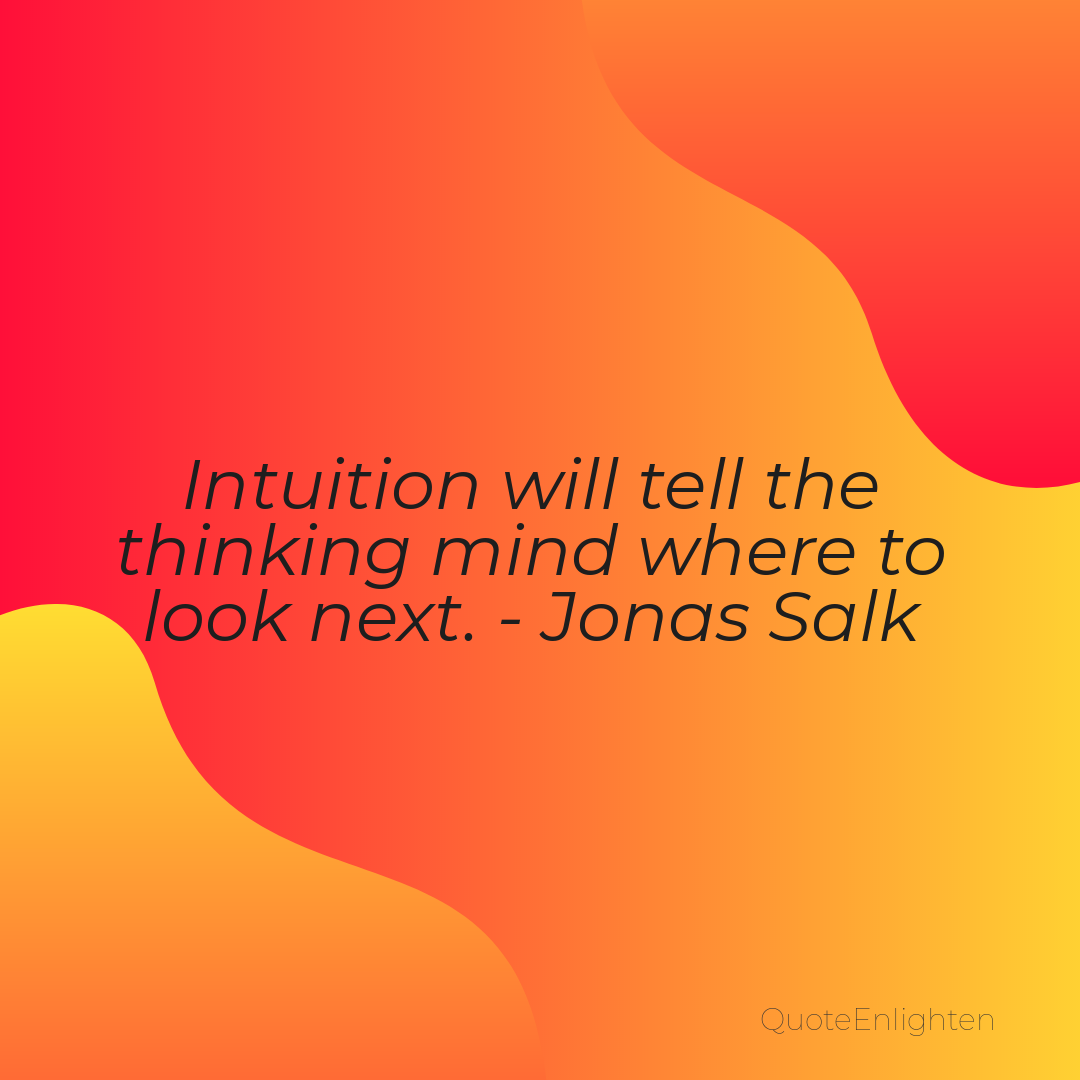 Intuition will tell the
thinking mind where to
look next. - Jonas Salk
QuoteEnlighten